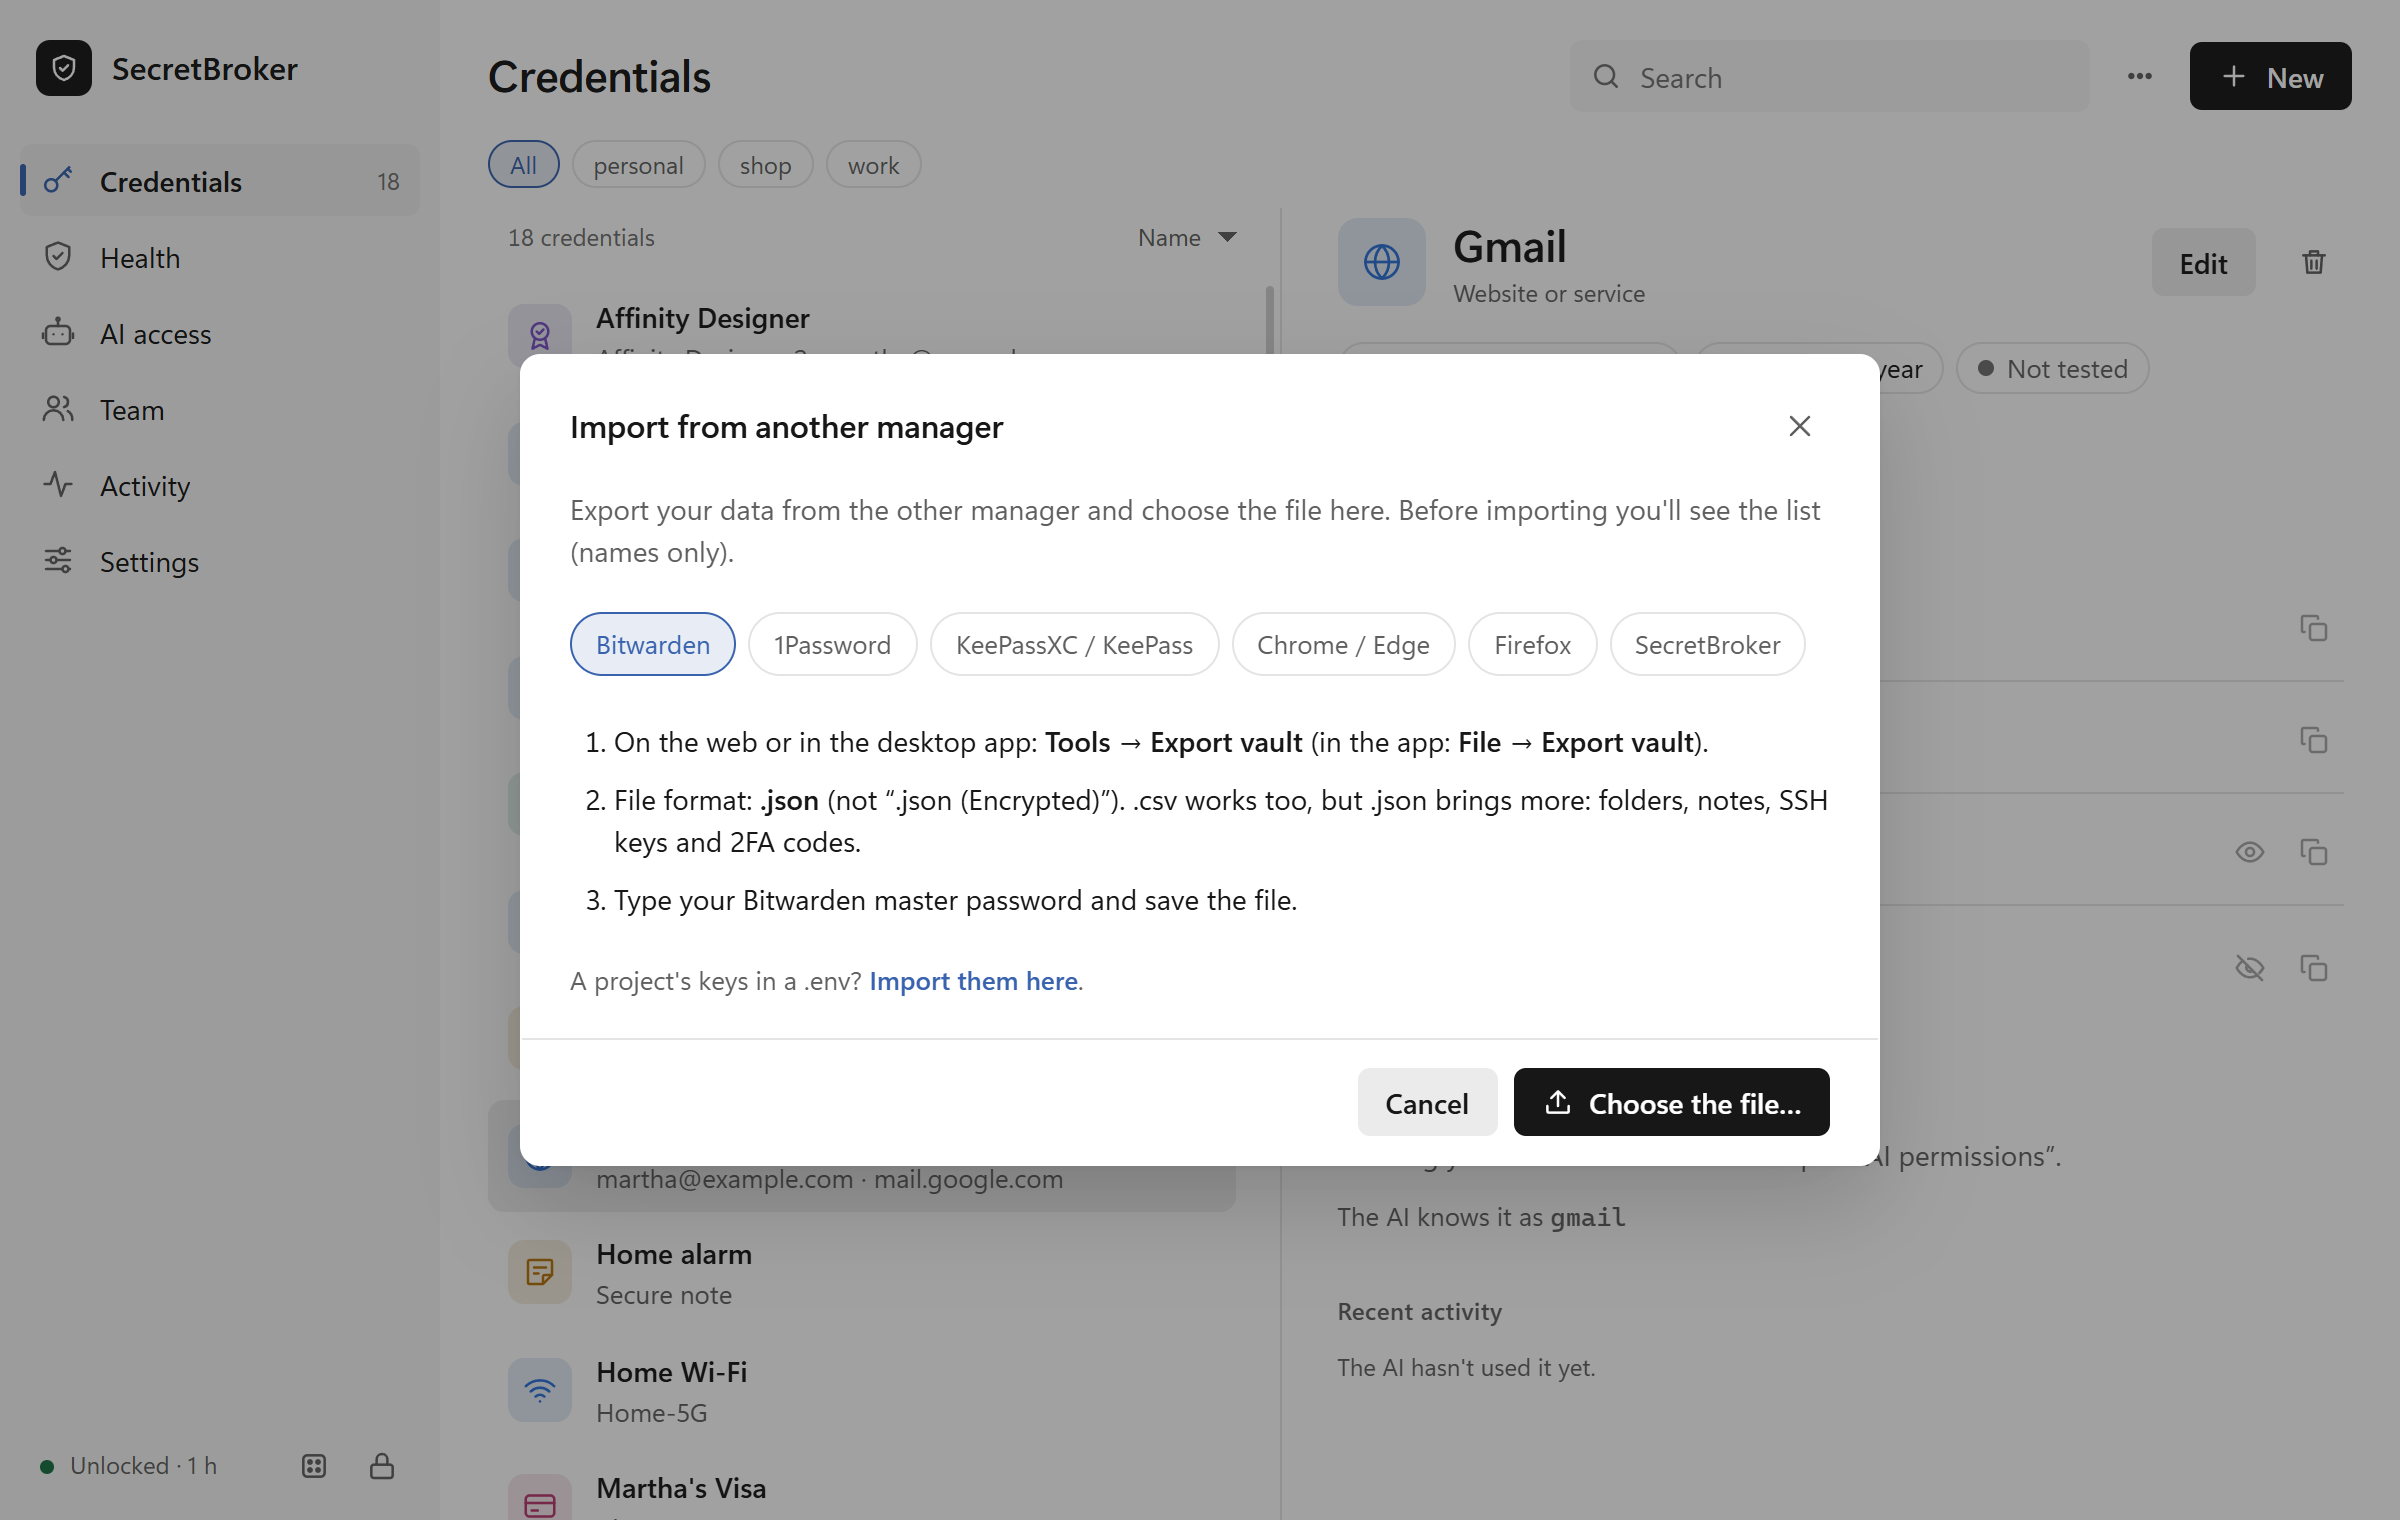 SecretBroker
Credentials 18
Health
AI access
Team
Activity
Settings
Unlocked · 1 h
Credentials
Search
New
All
personal
shop
work
18 credentials
Name
Affinity Designer
Gmail
Website or service
Edit
year
Not tested
Import from another manager
Export your data from the other manager and choose the file here. Before importing you'll see the list
(names only).
Bitwarden
1Password
KeePassXC / KeePass
Chrome / Edge
Firefox
SecretBroker
1. On the web or in the desktop app: Tools → Export vault (in the app: File → Export vault).
2. File format: .json (not “.json (Encrypted)”). .csv works too, but .json brings more: folders, notes, SSH
keys and 2FA codes.
3. Type your Bitwarden master password and save the file.
A project's keys in a .env? Import them here.
Cancel
Choose the file...
martha@example.com · mail.google.com
Home alarm
Secure note
Home Wi-Fi
Home-5G
Martha's Visa
AI permissions”.
The AI knows it as gmail
Recent activity
The AI hasn't used it yet.